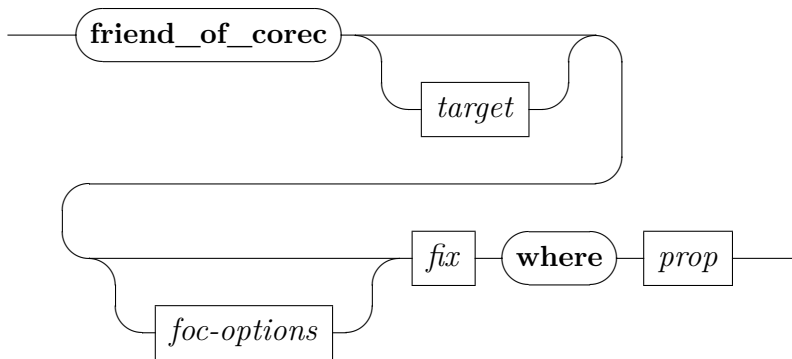 friend_of_corec
target
fix where prop
foc-options